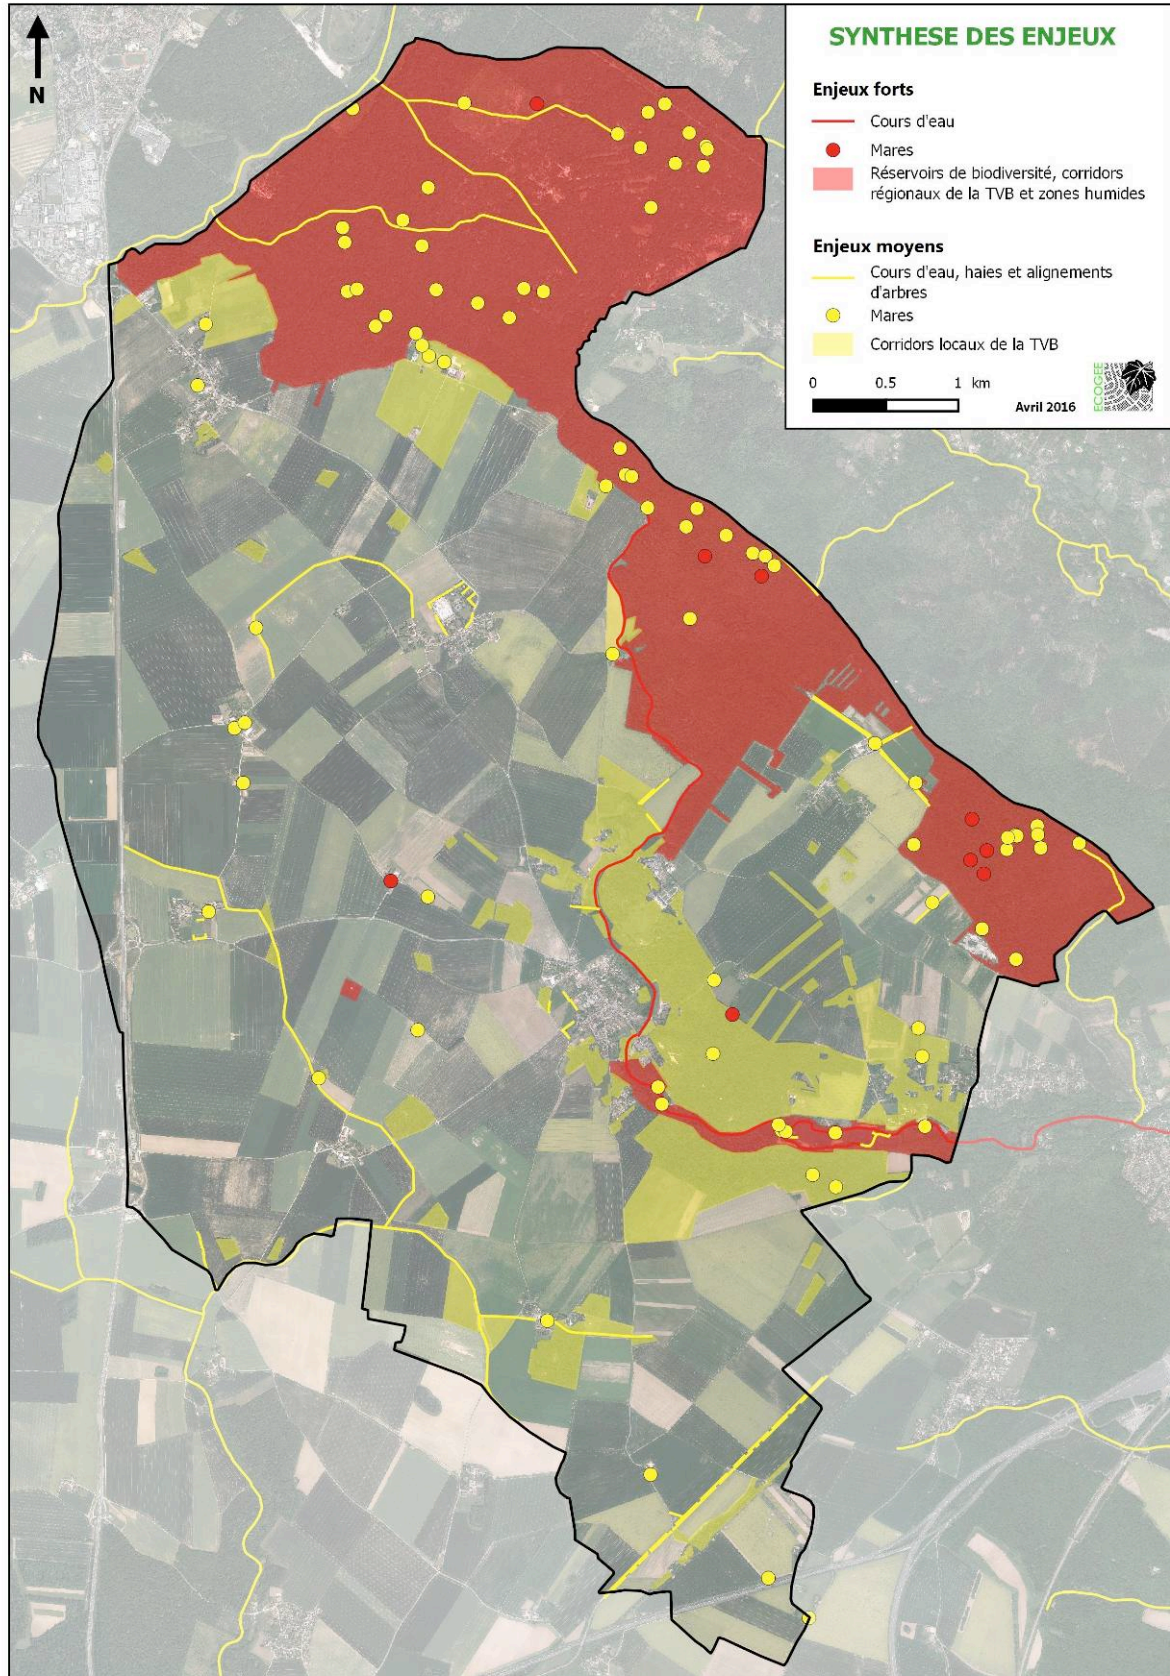 N
SYNTHESE DES ENJEUX
Enjeux forts
Cours d'eau
Mares
Réservoirs de biodiversité, corridors
régionaux de la TVB et zones humides
Enjeux moyens
Cours d'eau, haies et alignements
d'arbres
Mares
Corridors locaux de la TVB
0 0.5 1 km
Avril 2016
ECOGEE